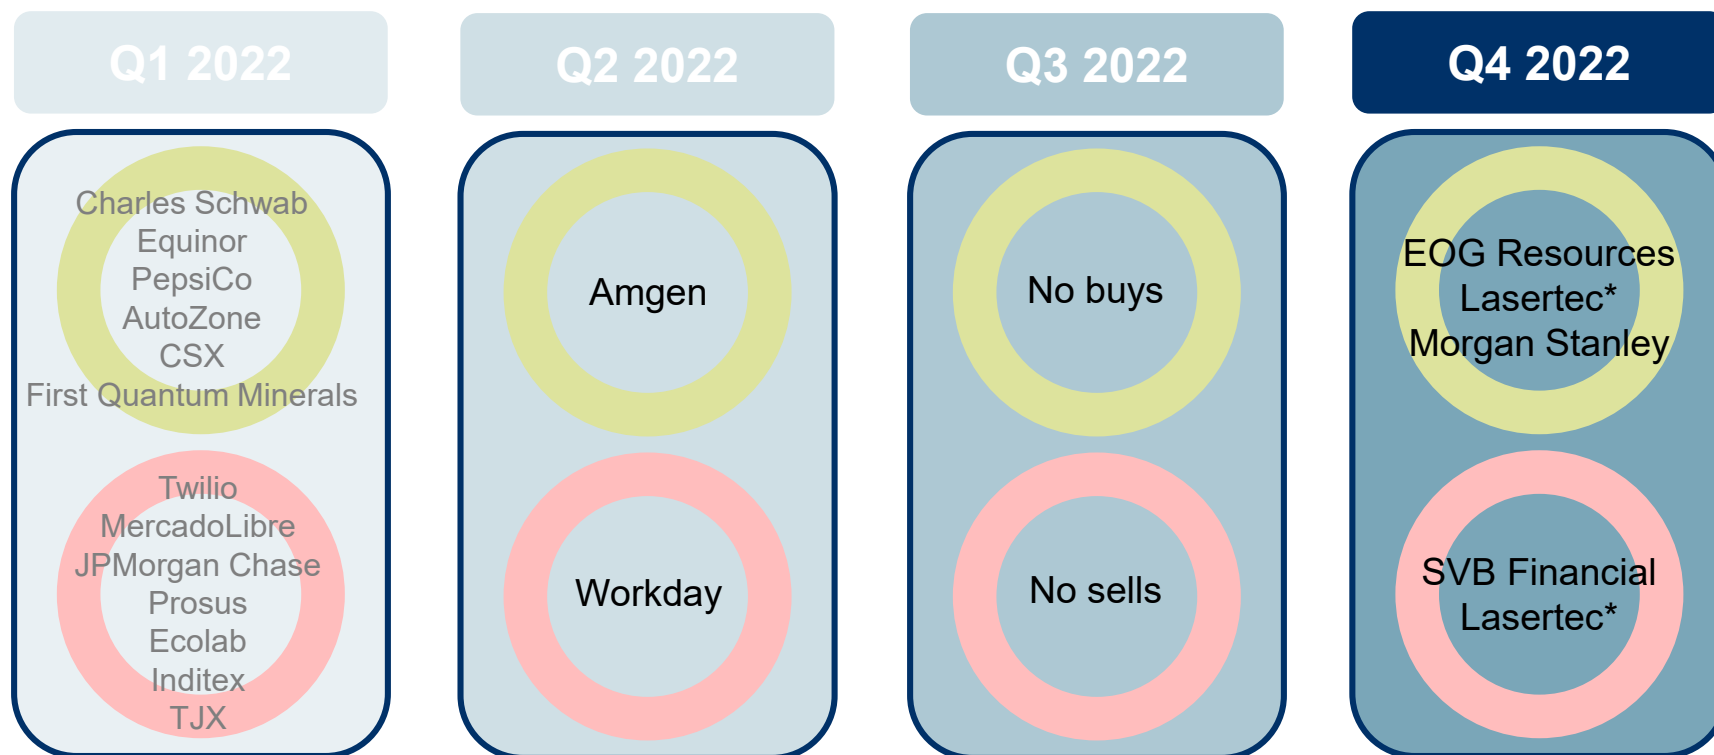 Q1 2022
Q2 2022
Q3 2022
Q4 2022
Charles Schwab
Equinor
PepsiCo
AutoZone
CSX
First Quantum Minerals
Twilio
MercadoLibre
JPMorgan Chase
Prosus
Ecolab
Inditex
TJX
Amgen
Workday
No buys
No sells
EOG Resources
Lasertec*
Morgan Stanley
SVB Financial
Lasertec*